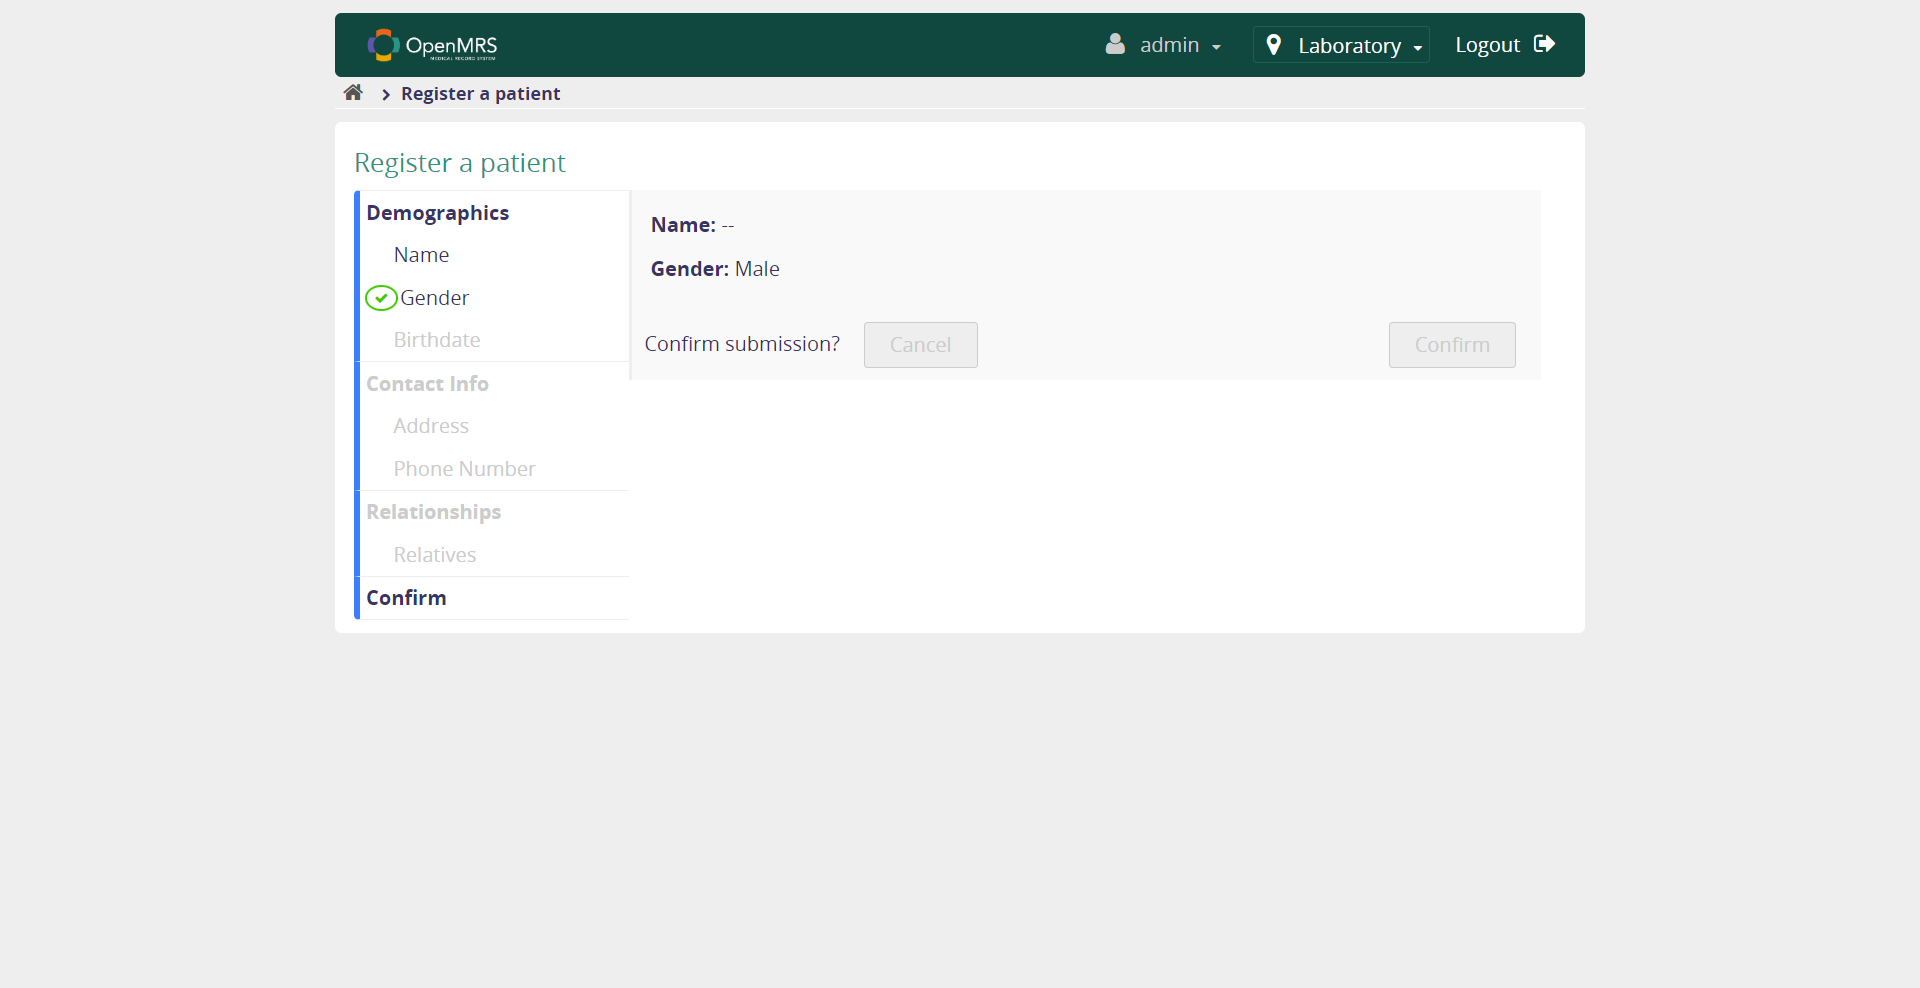 OpenMRS
MEDICAL RECORD SYSTEM
admin
Laboratory
Logout
Register a patient
Register a patient
Demographics
Name
Gender
Birthdate
Contact Info
Address
Phone Number
Relationships
Relatives
Confirm
Name: --
Gender: Male
Confirm submission?
Cancel
Confirm